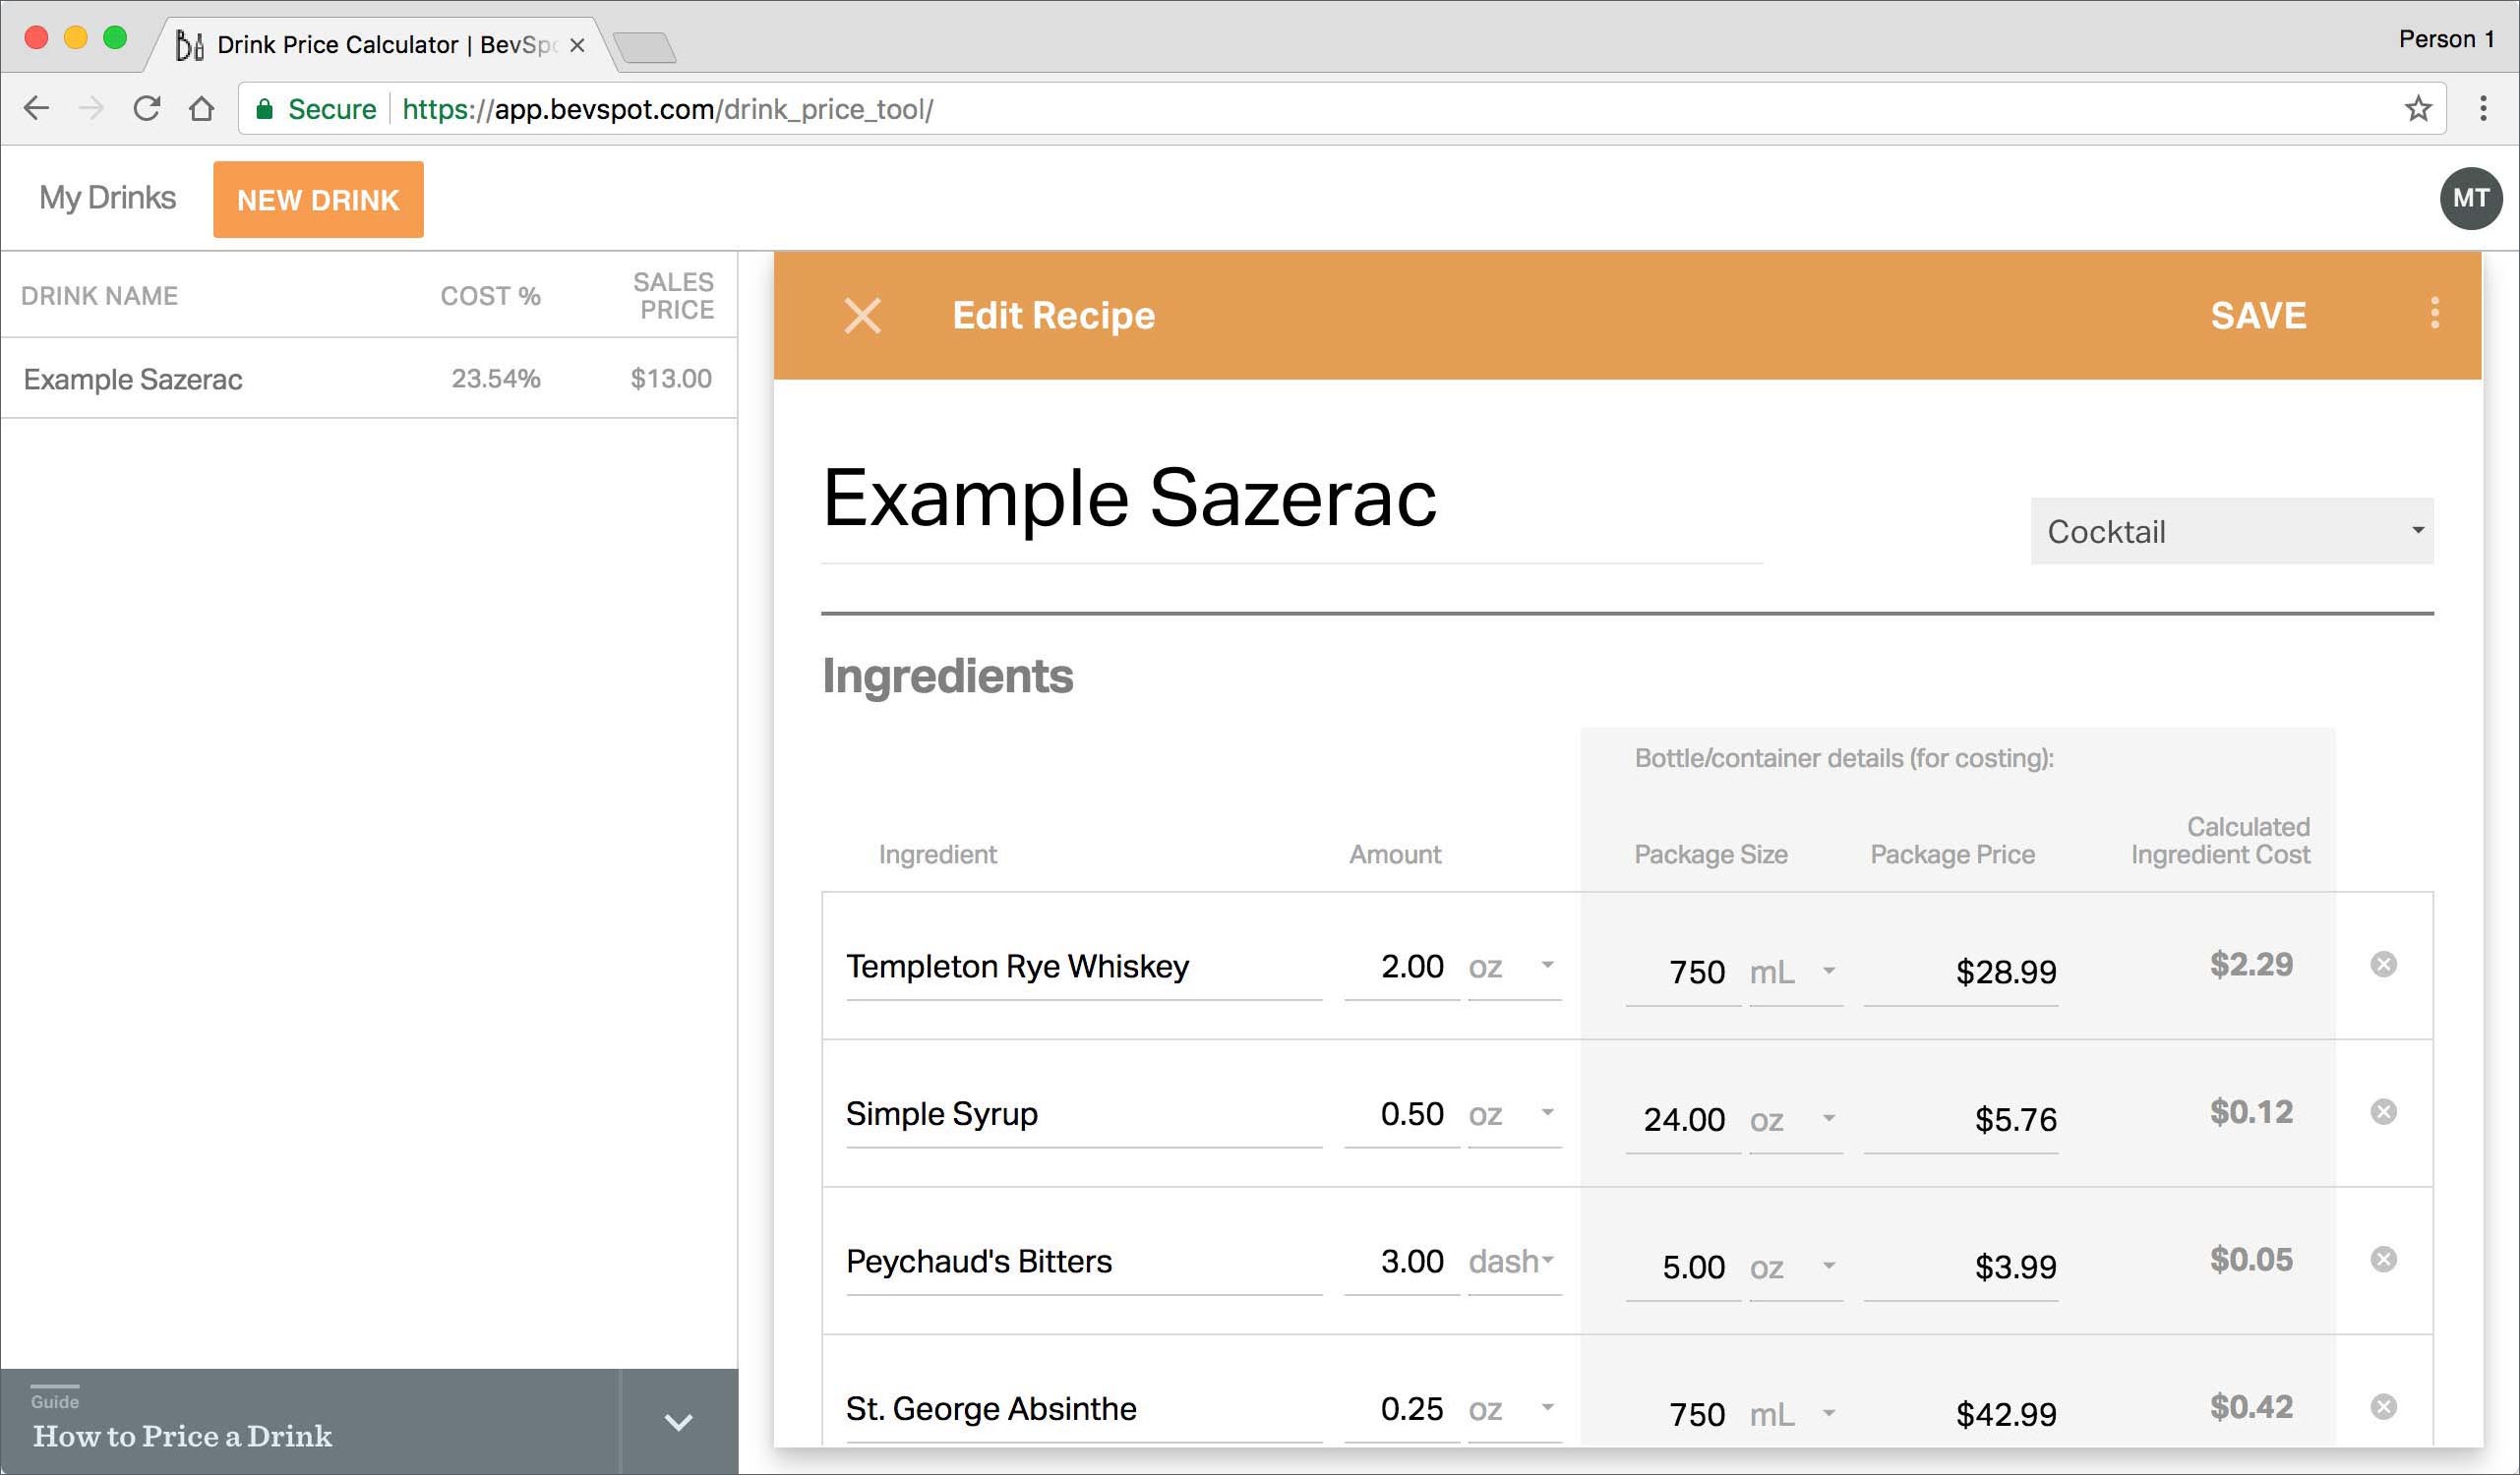 Drink Price Calculator | BevSp
Person 1
Secure https://app.bevspot.com/drink_price_tool/
My Drinks NEW DRINK MT
DRINK NAME COST % SALES PRICE
Example Sazerac 23.54% $13.00
Edit Recipe SAVE
Example Sazerac
Cocktail
Ingredients
Bottle/container details (for costing):
Ingredient Amount Package Size Package Price Calculated Ingredient Cost
Templeton Rye Whiskey 2.00 oz 750 mL $28.99 $2.29
Simple Syrup 0.50 oz 24.00 oz $5.76 $0.12
Peychaud's Bitters 3.00 dash 5.00 oz $3.99 $0.05
St. George Absinthe 0.25 oz 750 mL $42.99 $0.42
Guide
How to Price a Drink